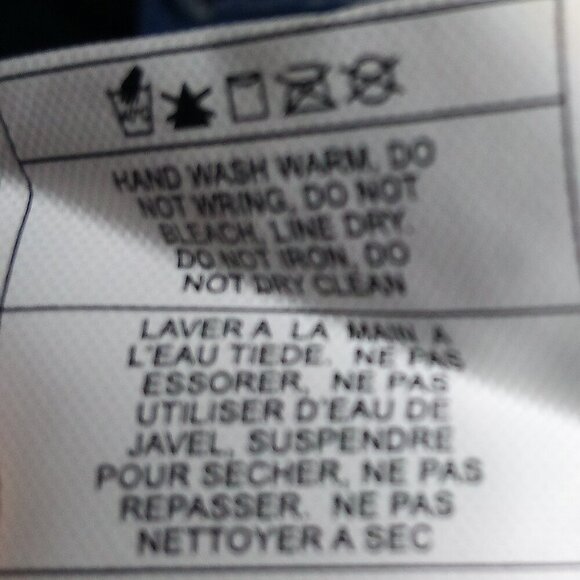 HAND WASH WARM, DO
NOT WRING, DO NOT
BLEACH, LINE DRY.
DO NOT IRON, DO
NOT DRY CLEAN
LAVER A LA MAIN A
L'EAU TIEDE. NE PAS
ESSORER, NE PAS
UTILISER D'EAU DE
JAVEL, SUSPENDRE
POUR SECHER, NE PAS
REPASSER. NE PAS
NETTOYER A SEC